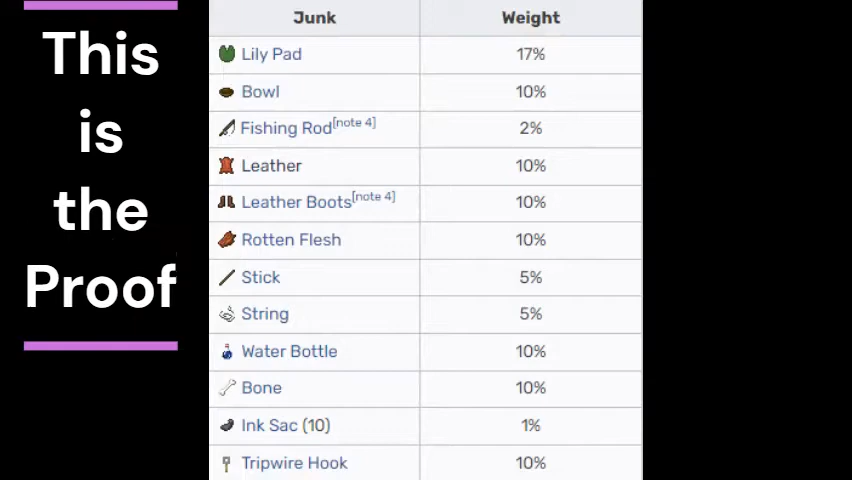 This
is
the
Proof
Junk Weight
Lily Pad 17%
Bowl 10%
Fishing Rod[note 4] 2%
Leather 10%
Leather Boots[note 4] 10%
Rotten Flesh 10%
Stick 5%
String 5%
Water Bottle 10%
Bone 10%
Ink Sac (10) 1%
Tripwire Hook 10%